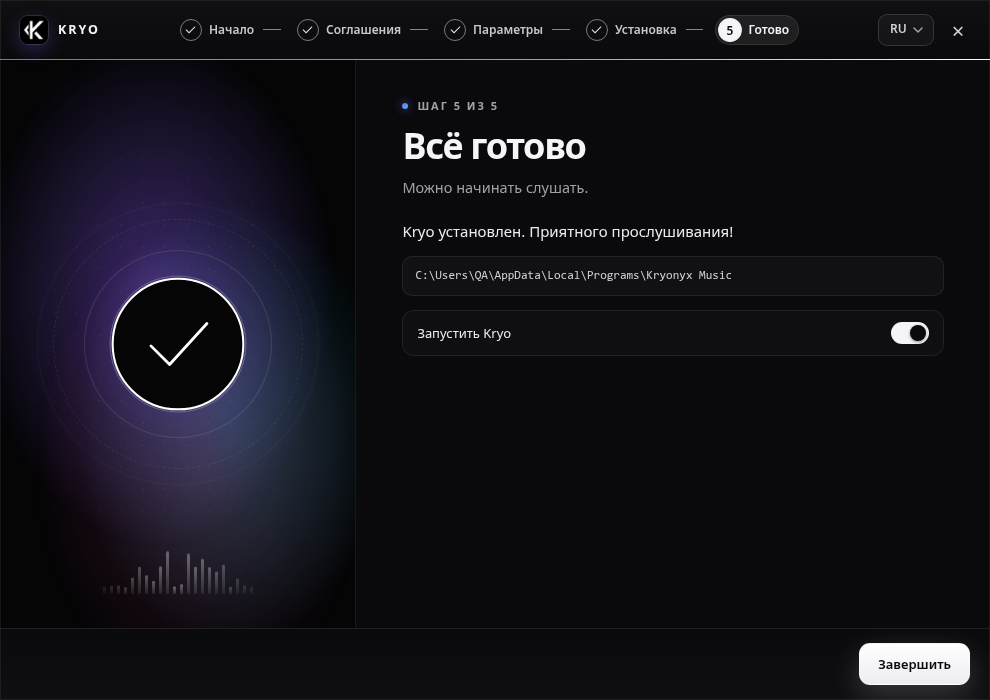 KRYO
Начало
Соглашения
Параметры
Установка
5 Готово
RU
ШАГ 5 ИЗ 5
Всё готово
Можно начинать слушать.
Kryo установлен. Приятного прослушивания!
C:\Users\QA\AppData\Local\Programs\Kryonyx Music
Запустить Kryo
Завершить